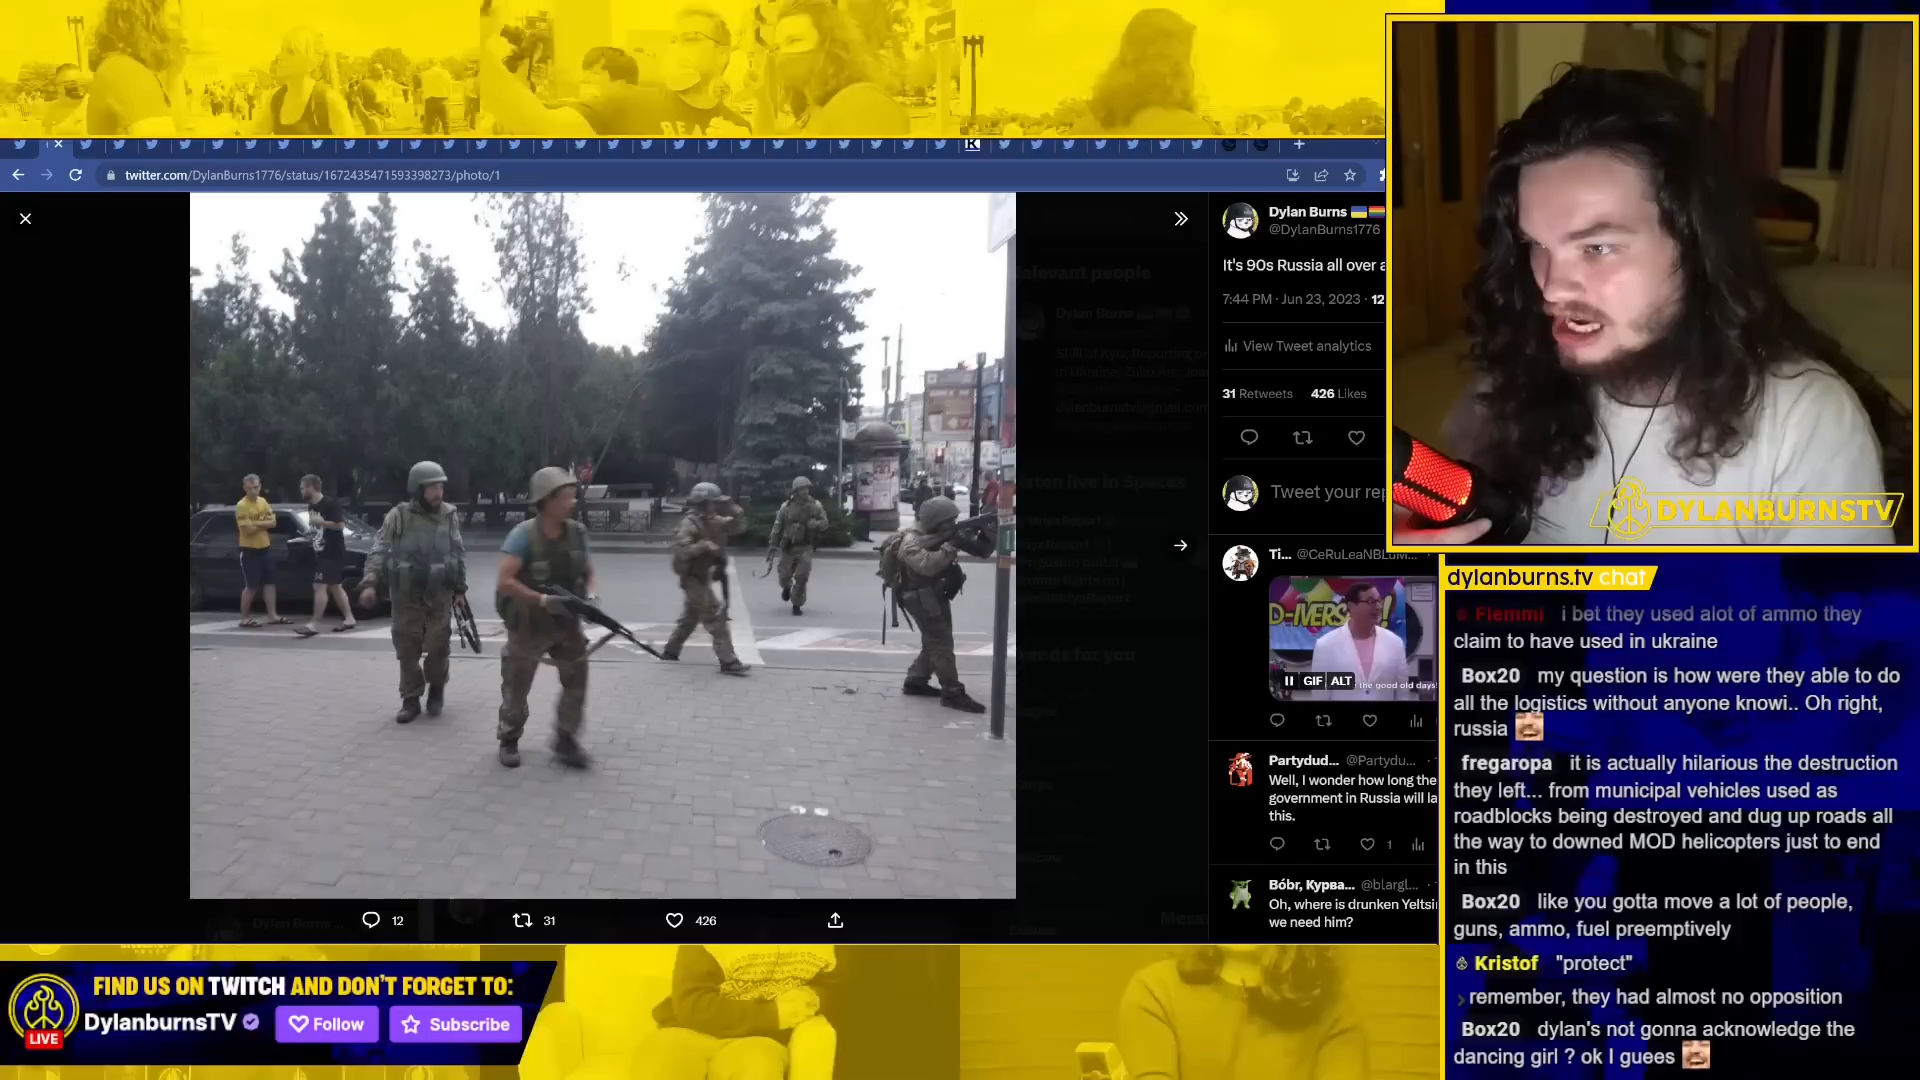 twitter.com/DylanBurns1776/status/1672435471593398273/photo/1
Relevant people
Dylan Burns
Dylan Burns
@DylanBurns1776
It's 90s Russia all over a
7:44 PM · Jun 23, 2023 · 12
View Tweet analytics
31 Retweets 426 Likes
Tweet your rep
Ti... @CeRuLeaNBLuM...
D-IVERS !
GIF ALT
the good old days!
Partydud... @Partydu...
Well, I wonder how long the
government in Russia will la
this.
1
Bóbr, Курва... @blargl...
Oh, where is drunken Yeltsi
we need him?
12 31 426
DYLANBURNSTV
dylanburns.tv chat
Flemmi i bet they used alot of ammo they
claim to have used in ukraine
Box20 my question is how were they able to do
all the logistics without anyone knowi.. Oh right,
russia
fregaropa it is actually hilarious the destruction
they left... from municipal vehicles used as
roadblocks being destroyed and dug up roads all
the way to downed MOD helicopters just to end
in this
Box20 like you gotta move a lot of people,
guns, ammo, fuel preemptively
Kristof "protect"
remember, they had almost no opposition
Box20 dylan's not gonna acknowledge the
dancing girl ? ok I guees
FIND US ON TWITCH AND DON'T FORGET TO:
DylanburnsTV
Follow
Subscribe
LIVE